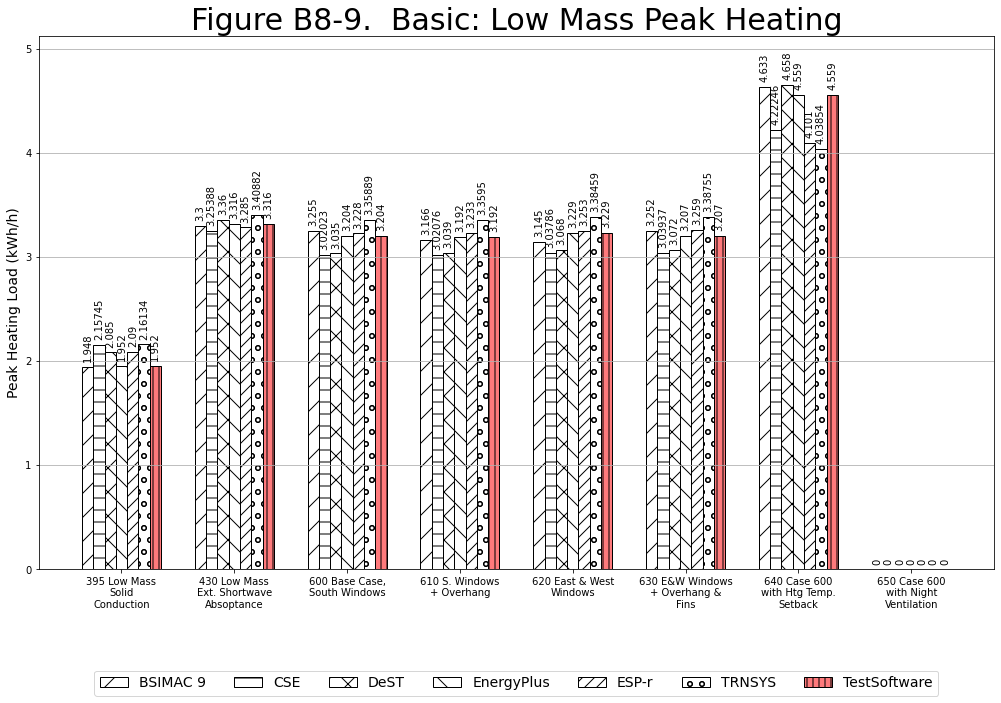 Figure B8-9.  Basic: Low Mass Peak Heating
Peak Heating Load (kWh/h)
5
4
3
2
1
0
1.948
2.15745
2.085
1.952
2.09
2.16134
1.952
3.3
3.25388
3.36
3.316
3.285
3.40882
3.316
3.255
3.02023
3.035
3.204
3.228
3.35889
3.204
3.166
3.02076
3.039
3.192
3.233
3.3595
3.192
3.145
3.03786
3.068
3.229
3.253
3.38459
3.229
3.252
3.03937
3.072
3.207
3.259
3.38755
3.207
4.633
4.22246
4.658
4.559
4.101
4.03854
4.559
0
0
0
0
0
0
0
395 Low Mass
Solid
Conduction
430 Low Mass
Ext. Shortwave
Absoptance
600 Base Case,
South Windows
610 S. Windows
+ Overhang
620 East & West
Windows
630 E&W Windows
+ Overhang &
Fins
640 Case 600
with Htg Temp.
Setback
650 Case 600
with Night
Ventilation
BSIMAC 9
CSE
DeST
EnergyPlus
ESP-r
TRNSYS
TestSoftware